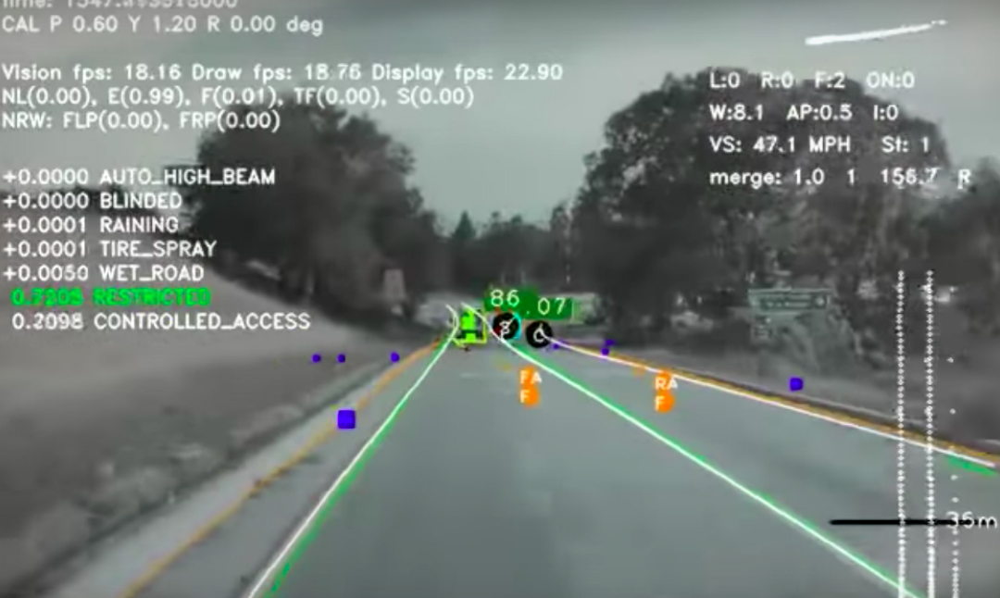 CAL P 0.60 Y 1.20 R 0.00 deg
Vision fps: 18.16 Draw fps: 18.76 Display fps: 22.90
NL(0.00), E(0.99), F(0.01), TF(0.00), S(0.00)
NRW: FLP(0.00), FRP(0.00)
L:0 R:0 F:2 ON:0
W:8.1 AP:0.5 I:0
VS: 47.1 MPH St: 1
merge: 1.0 1 156.7 R
+0.0000 AUTO_HIGH_BEAM
+0.0000 BLINDED
+0.0001 RAINING
+0.0001 TIRE_SPRAY
+0.0050 WET_ROAD
RESTRICTED
0.2098 CONTROLLED_ACCESS
86
07
FA
F
RA
F
35m